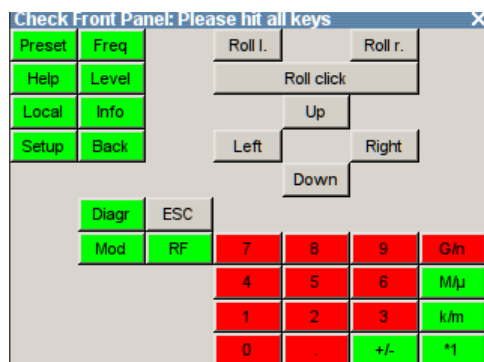 Check Front Panel: Please hit all keys X
Preset Freq Roll l. Roll r.
Help Level Roll click
Local Info Up
Setup Back Left Right
Down
Diagr ESC
Mod RF 7 8 9 G/n
4 5 6 M/μ
1 2 3 k/m
0 . +/- *1